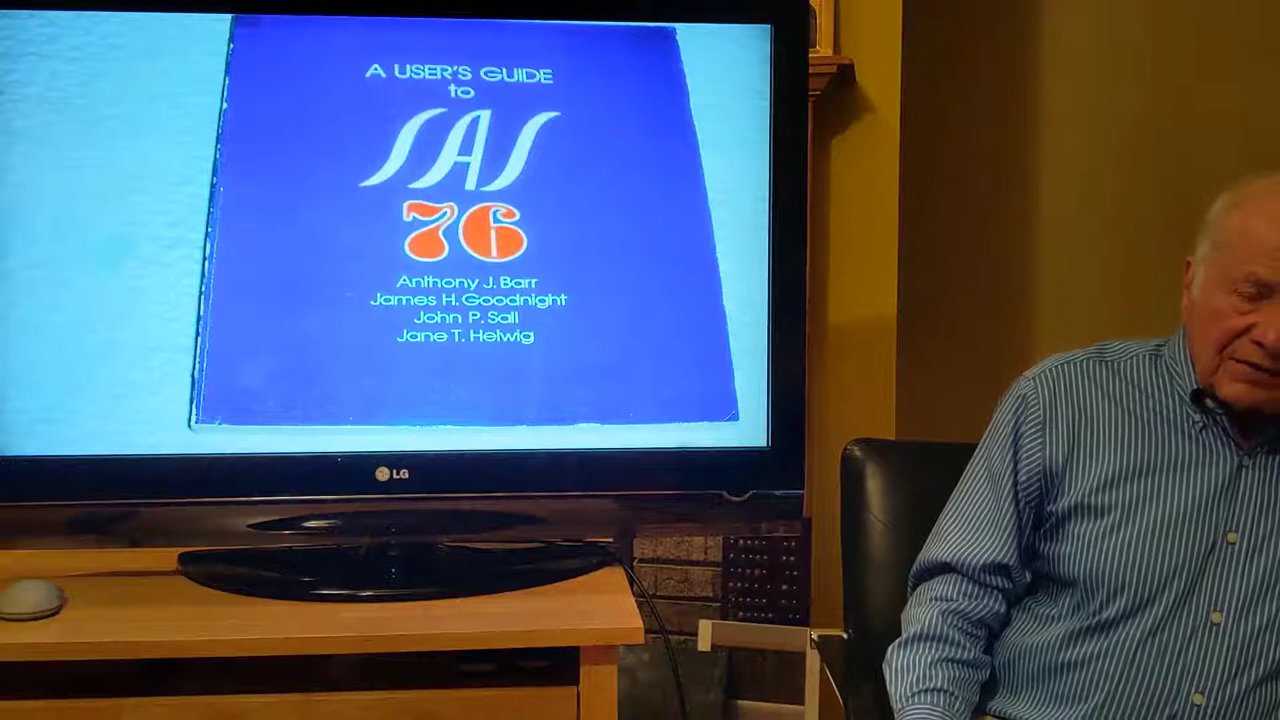 A USER'S GUIDE
to
SAS
76
Anthony J. Barr
James H. Goodnight
John P. Sall
Jane T. Helwig
LG